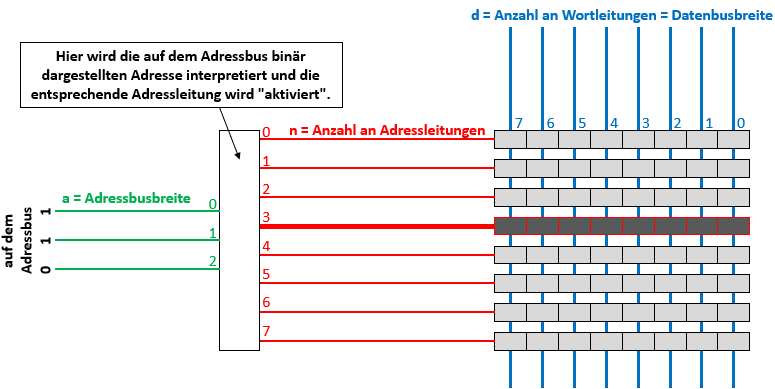 d = Anzahl an Wortleitungen = Datenbusbreite
Hier wird die auf dem Adressbus binär
dargestellten Adresse interpretiert und die
entsprechende Adressleitung wird "aktiviert".
7 6 5 4 3 2 1 0
0 n = Anzahl an Adressleitungen
1
2
3
4
5
6
7
a = Adressbusbreite
0
1
2
auf dem
Adressbus
1
1
0